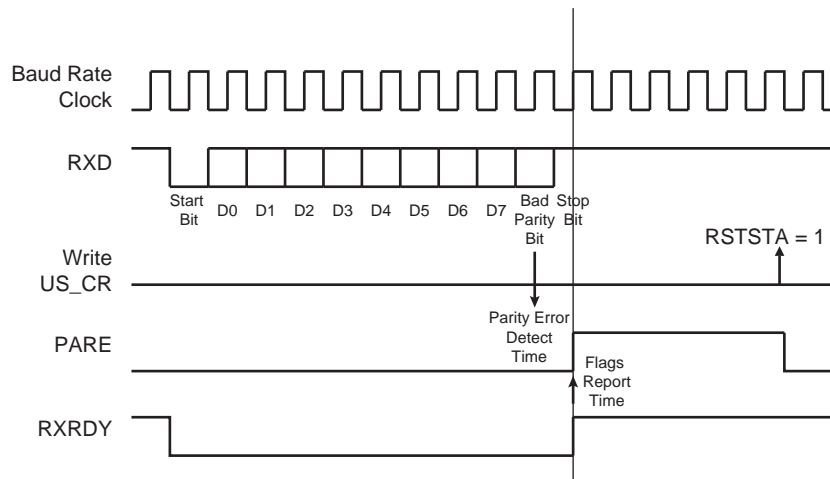 Baud Rate
Clock
RXD
Start
Bit
D0
D1
D2
D3
D4
D5
D6
D7
Bad
Parity
Bit
Stop
Bit
Write
US_CR
RSTSTA = 1
Parity Error
Detect
Time
PARE
Flags
Report
Time
RXRDY